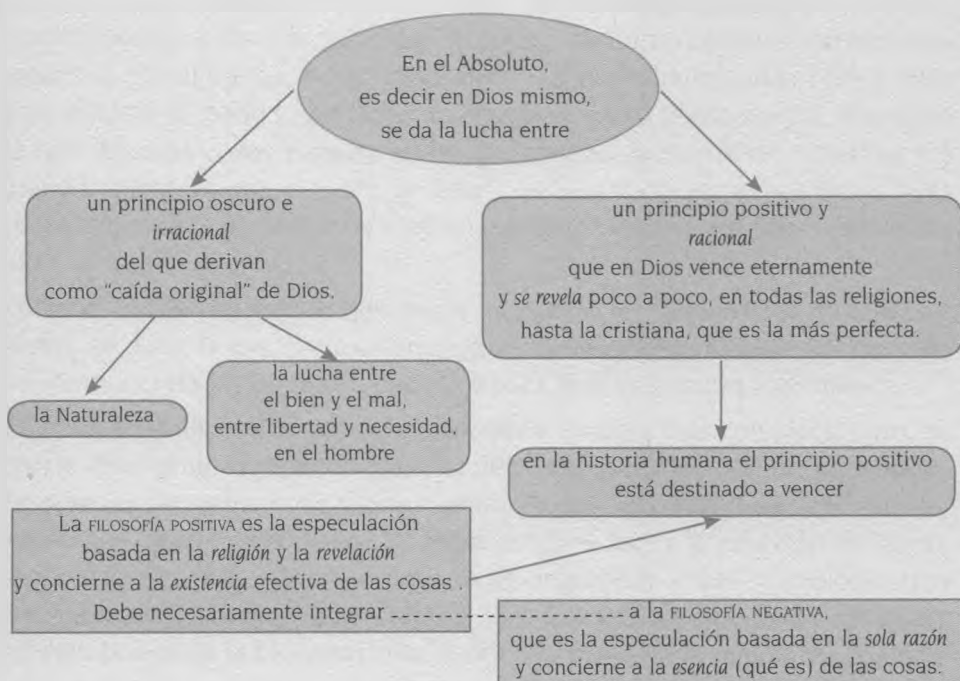 En el Absoluto,
es decir en Dios mismo,
se da la lucha entre
un principio oscuro e
irracional
del que derivan
como “caída original” de Dios.
un principio positivo y
racional
que en Dios vence eternamente
y se revela poco a poco, en todas las religiones,
hasta la cristiana, que es la más perfecta.
la Naturaleza
la lucha entre
el bien y el mal,
entre libertad y necesidad,
en el hombre
en la historia humana el principio positivo
está destinado a vencer
La FILOSOFÍA POSITIVA es la especulación
basada en la religión y la revelación
y concierne a la existencia efectiva de las cosas .
Debe necesariamente integrar
a la FILOSOFÍA NEGATIVA,
que es la especulación basada en la sola razón
y concierne a la esencia (qué es) de las cosas.